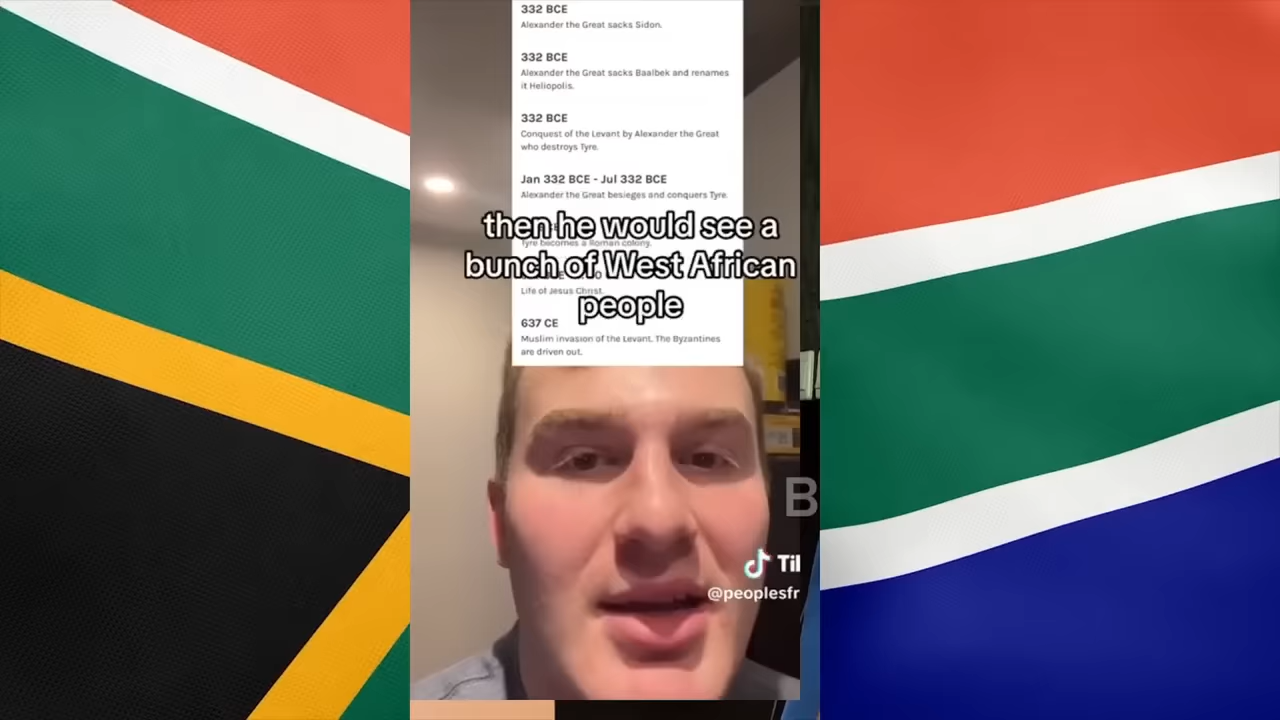 332 BCE
Alexander the Great sacks Sidon.
332 BCE
Alexander the Great sacks Baalbek and renames
it Heliopolis.
332 BCE
Conquest of the Levant by Alexander the Great
who destroys Tyre.
Jan 332 BCE - Jul 332 BCE
Alexander the Great besieges and conquers Tyre.
then he would see a
Tyre becomes a Roman colony.
bunch of West African
Life of Jesus Christ.
people
637 CE
Muslim invasion of the Levant. The Byzantines
are driven out.
B
Til
@peoplesfr